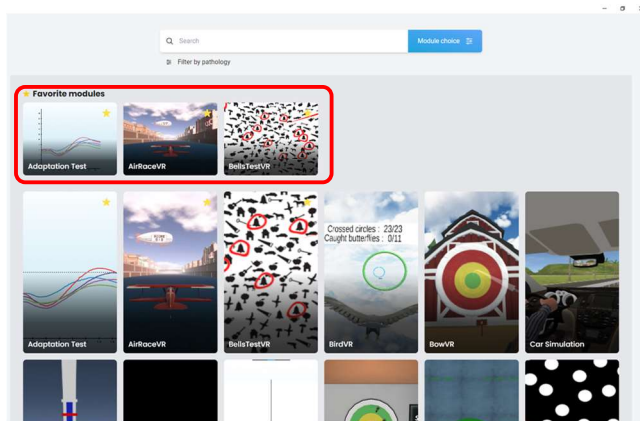 Search
Module choice
Filter by pathology
Favorite modules
Adaptation Test
AirRaceVR
BellsTestVR
Adaptation Test
AirRaceVR
BellsTestVR
Crossed circles : 23/23
Caught butterflies : 0/11
BirdVR
BowVR
Car Simulation